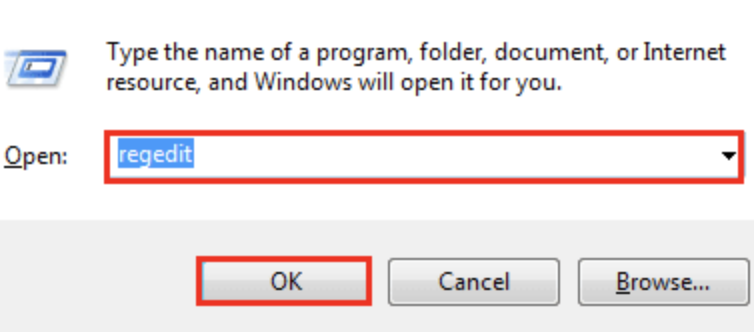 Type the name of a program, folder, document, or Internet
resource, and Windows will open it for you.
Open:
regedit
OK
Cancel
Browse...